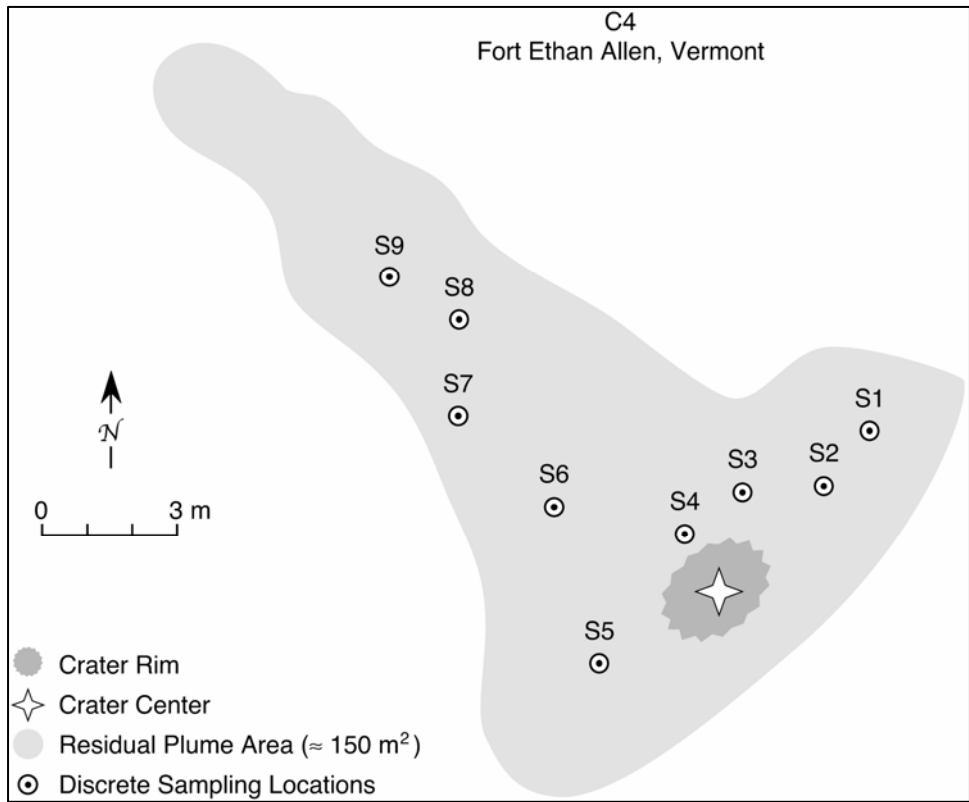 C4
Fort Ethan Allen, Vermont
S9
S8
S7
S1
S6
S3
S2
S4
N
0 3 m
S5
Crater Rim
Crater Center
Residual Plume Area (≈ 150 m²)
Discrete Sampling Locations